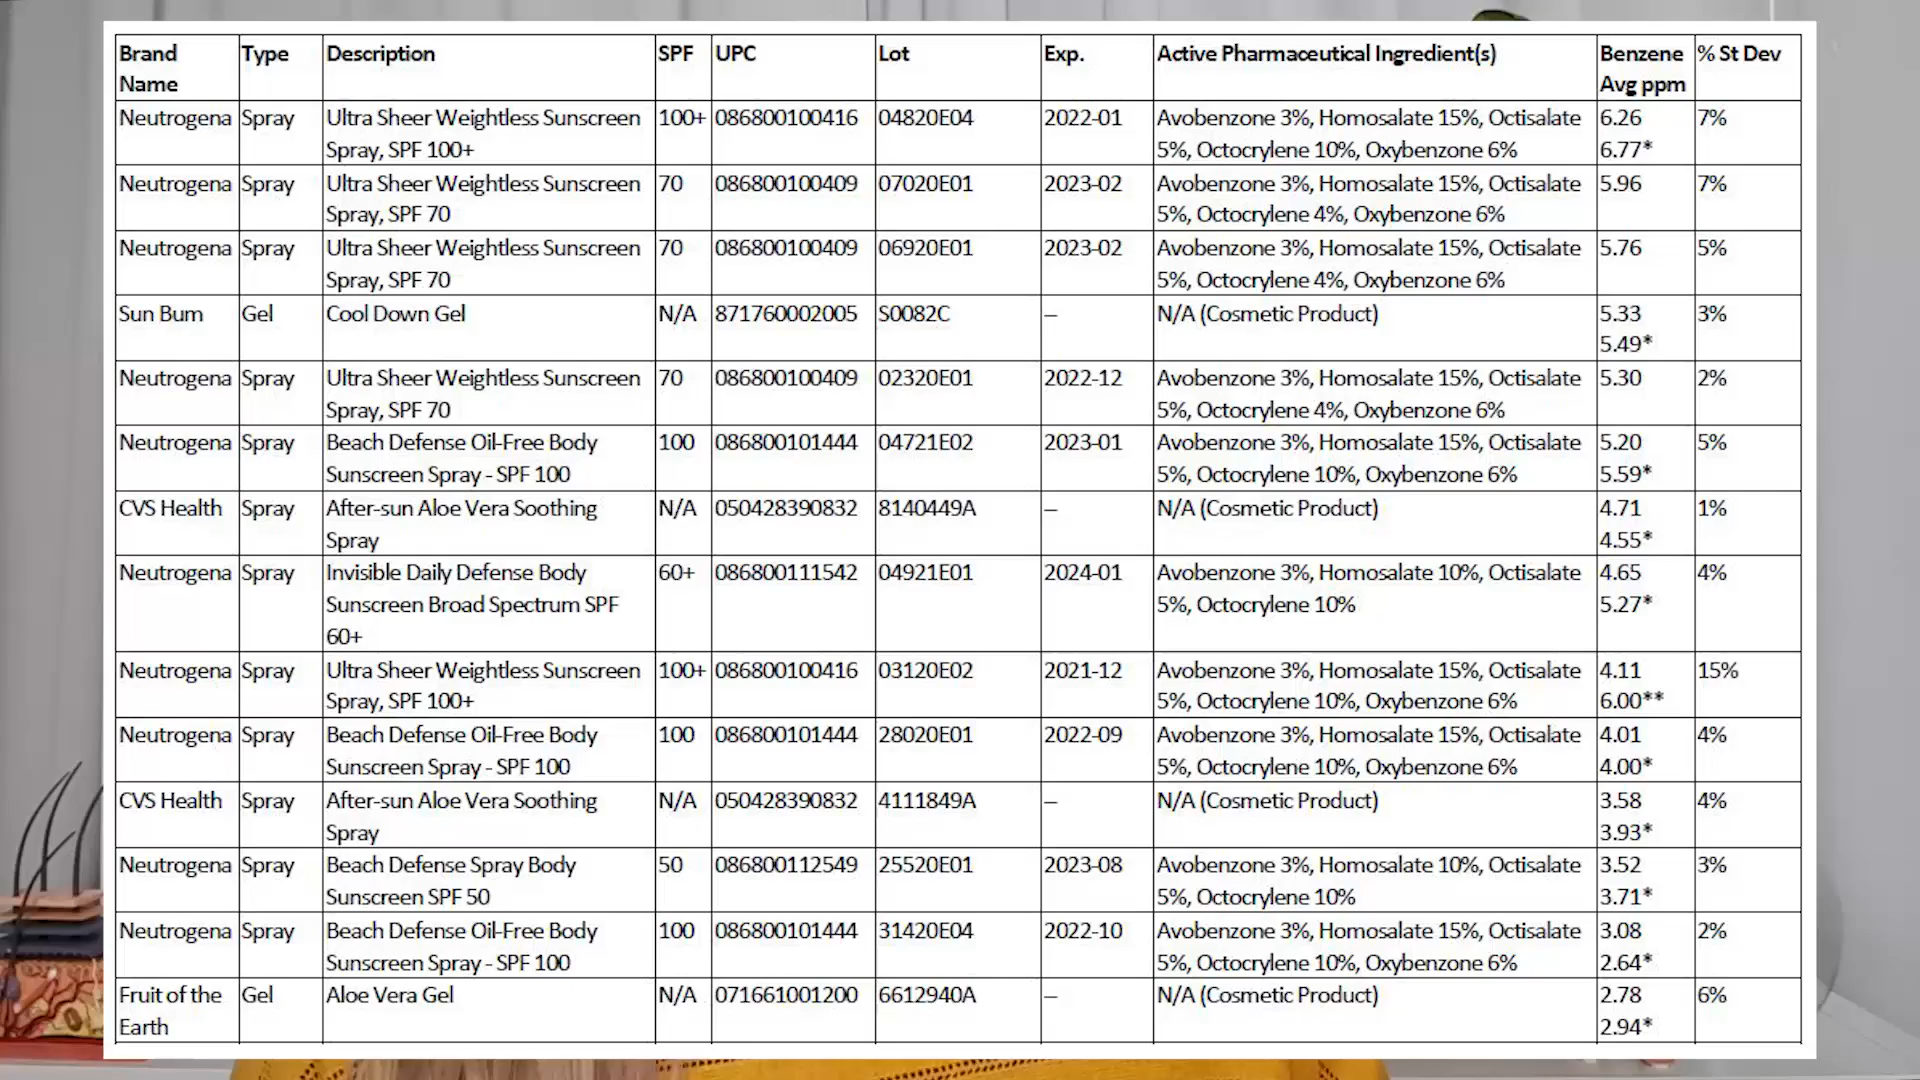 Brand Name Type Description SPF UPC Lot Exp. Active Pharmaceutical Ingredient(s) Benzene Avg ppm % St Dev
Neutrogena Spray Ultra Sheer Weightless Sunscreen Spray, SPF 100+ 100+ 086800100416 04820E04 2022-01 Avobenzone 3%, Homosalate 15%, Octisalate 5%, Octocrylene 10%, Oxybenzone 6% 6.26 6.77* 7%
Neutrogena Spray Ultra Sheer Weightless Sunscreen Spray, SPF 70 70 086800100409 07020E01 2023-02 Avobenzone 3%, Homosalate 15%, Octisalate 5%, Octocrylene 4%, Oxybenzone 6% 5.96 7%
Neutrogena Spray Ultra Sheer Weightless Sunscreen Spray, SPF 70 70 086800100409 06920E01 2023-02 Avobenzone 3%, Homosalate 15%, Octisalate 5%, Octocrylene 4%, Oxybenzone 6% 5.76 5%
Sun Bum Gel Cool Down Gel N/A 871760002005 S0082C – N/A (Cosmetic Product) 5.33 5.49* 3%
Neutrogena Spray Ultra Sheer Weightless Sunscreen Spray, SPF 70 70 086800100409 02320E01 2022-12 Avobenzone 3%, Homosalate 15%, Octisalate 5%, Octocrylene 4%, Oxybenzone 6% 5.30 2%
Neutrogena Spray Beach Defense Oil-Free Body Sunscreen Spray - SPF 100 100 086800101444 04721E02 2023-01 Avobenzone 3%, Homosalate 15%, Octisalate 5%, Octocrylene 10%, Oxybenzone 6% 5.20 5.59* 5%
CVS Health Spray After-sun Aloe Vera Soothing Spray N/A 050428390832 8140449A – N/A (Cosmetic Product) 4.71 4.55* 1%
Neutrogena Spray Invisible Daily Defense Body Sunscreen Broad Spectrum SPF 60+ 60+ 086800111542 04921E01 2024-01 Avobenzone 3%, Homosalate 10%, Octisalate 5%, Octocrylene 10% 4.65 5.27* 4%
Neutrogena Spray Ultra Sheer Weightless Sunscreen Spray, SPF 100+ 100+ 086800100416 03120E02 2021-12 Avobenzone 3%, Homosalate 15%, Octisalate 5%, Octocrylene 10%, Oxybenzone 6% 4.11 6.00** 15%
Neutrogena Spray Beach Defense Oil-Free Body Sunscreen Spray - SPF 100 100 086800101444 28020E01 2022-09 Avobenzone 3%, Homosalate 15%, Octisalate 5%, Octocrylene 10%, Oxybenzone 6% 4.01 4.00* 4%
CVS Health Spray After-sun Aloe Vera Soothing Spray N/A 050428390832 4111849A – N/A (Cosmetic Product) 3.58 3.93* 4%
Neutrogena Spray Beach Defense Spray Body Sunscreen SPF 50 50 086800112549 25520E01 2023-08 Avobenzone 3%, Homosalate 10%, Octisalate 5%, Octocrylene 10% 3.52 3.71* 3%
Neutrogena Spray Beach Defense Oil-Free Body Sunscreen Spray - SPF 100 100 086800101444 31420E04 2022-10 Avobenzone 3%, Homosalate 15%, Octisalate 5%, Octocrylene 10%, Oxybenzone 6% 3.08 2.64* 2%
Fruit of the Earth Gel Aloe Vera Gel N/A 071661001200 6612940A – N/A (Cosmetic Product) 2.78 2.94* 6%